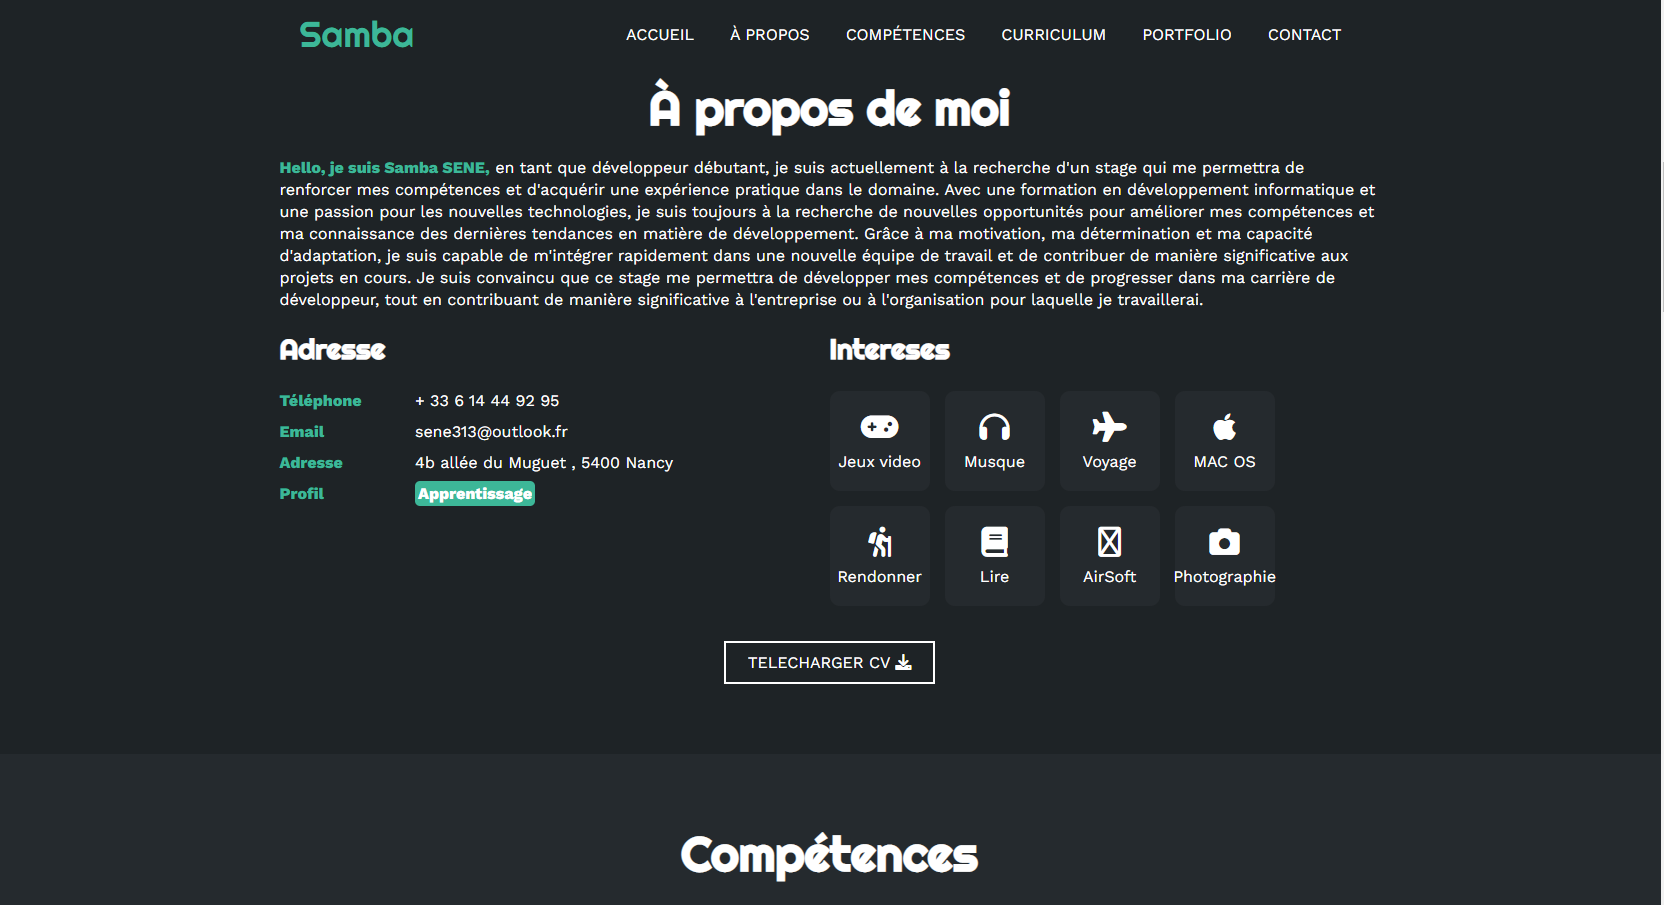 Samba
ACCUEIL À PROPOS COMPÉTENCES CURRICULUM PORTFOLIO CONTACT
À propos de moi
Hello, je suis Samba SENE, en tant que développeur débutant, je suis actuellement à la recherche d'un stage qui me permettra de
renforcer mes compétences et d'acquérir une expérience pratique dans le domaine. Avec une formation en développement informatique et
une passion pour les nouvelles technologies, je suis toujours à la recherche de nouvelles opportunités pour améliorer mes compétences et
ma connaissance des dernières tendances en matière de développement. Grâce à ma motivation, ma détermination et ma capacité
d'adaptation, je suis capable de m'intégrer rapidement dans une nouvelle équipe de travail et de contribuer de manière significative aux
projets en cours. Je suis convaincu que ce stage me permettra de développer mes compétences et de progresser dans ma carrière de
développeur, tout en contribuant de manière significative à l'entreprise ou à l'organisation pour laquelle je travaillerai.
Adresse
Téléphone + 33 6 14 44 92 95
Email sene313@outlook.fr
Adresse 4b allée du Muguet , 5400 Nancy
Profil Apprentissage
Intereses
Jeux video Musque Voyage MAC OS
Rendonner Lire AirSoft Photographie
TELECHARGER CV
Compétences